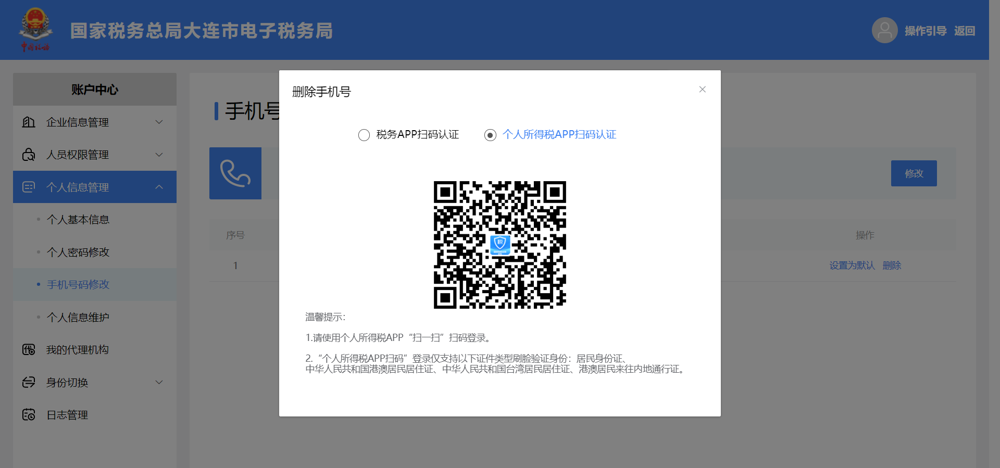 国家税务总局大连市电子税务局
操作引导 返回
账户中心
企业信息管理
人员权限管理
个人信息管理
个人基本信息
个人密码修改
手机号码修改
个人信息维护
我的代理机构
身份切换
日志管理
手机号
修改
序号
操作
1
设置为默认 删除
删除手机号
税务APP扫码认证
个人所得税APP扫码认证
税
温馨提示：
1.请使用个人所得税APP“扫一扫”扫码登录。
2.“个人所得税APP扫码”登录仅支持以下证件类型刷脸验证身份：居民身份证、
中华人民共和国港澳居民居住证、中华人民共和国台湾居民居住证、港澳居民来往内地通行证。